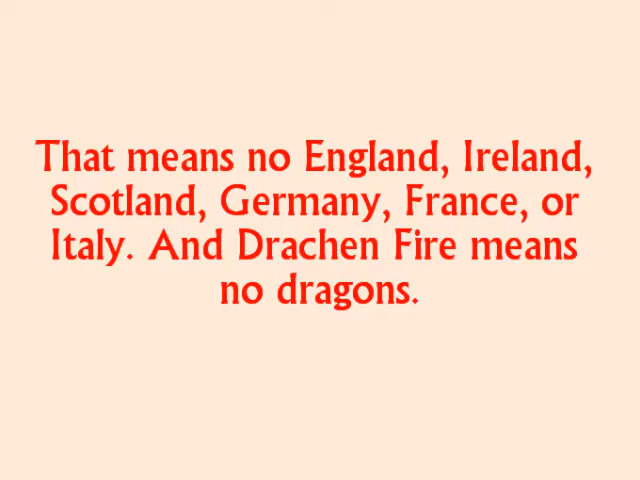 That means no England, Ireland,
Scotland, Germany, France, or
Italy. And Drachen Fire means
no dragons.